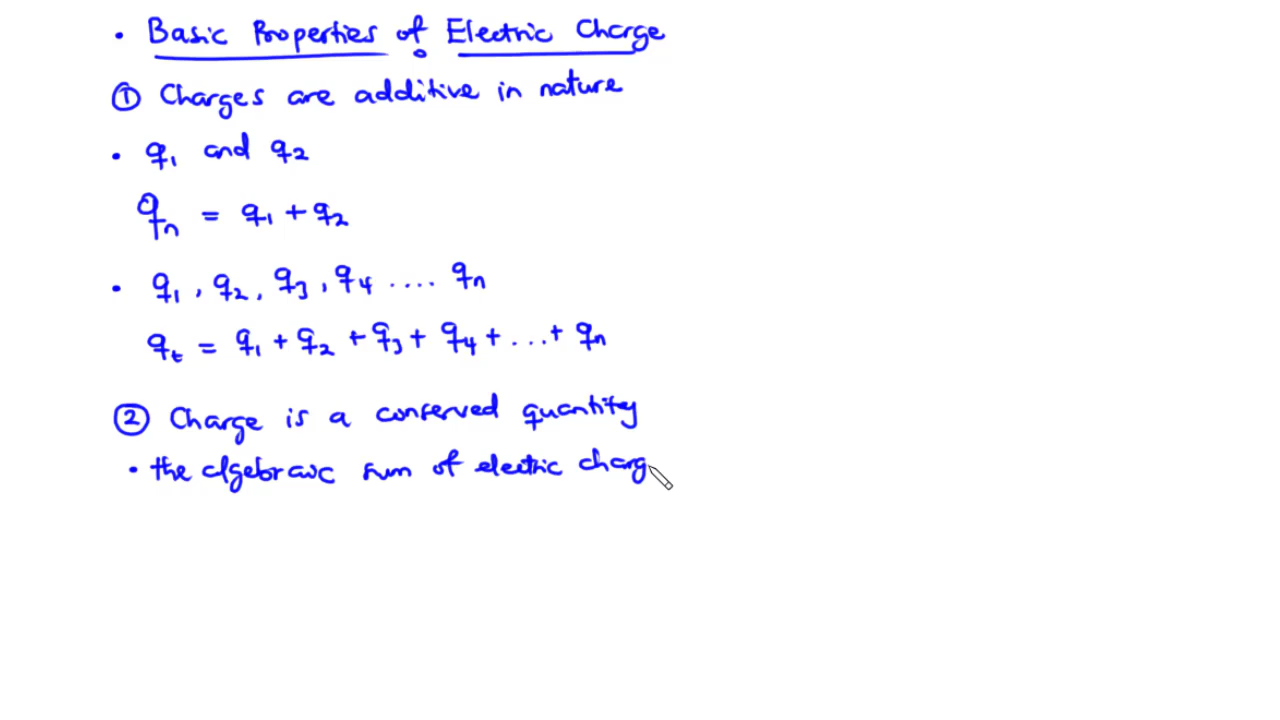 • Basic Properties of Electric Charge
① Charges are additive in nature
• q₁ and q₂
qₙ = q₁ + q₂
• q₁, q₂, q₃, q₄ .... qₙ
qₜ = q₁ + q₂ + q₃ + q₄ + ... + qₙ
② Charge is a conserved quantity
• the algebraic sum of electric charg